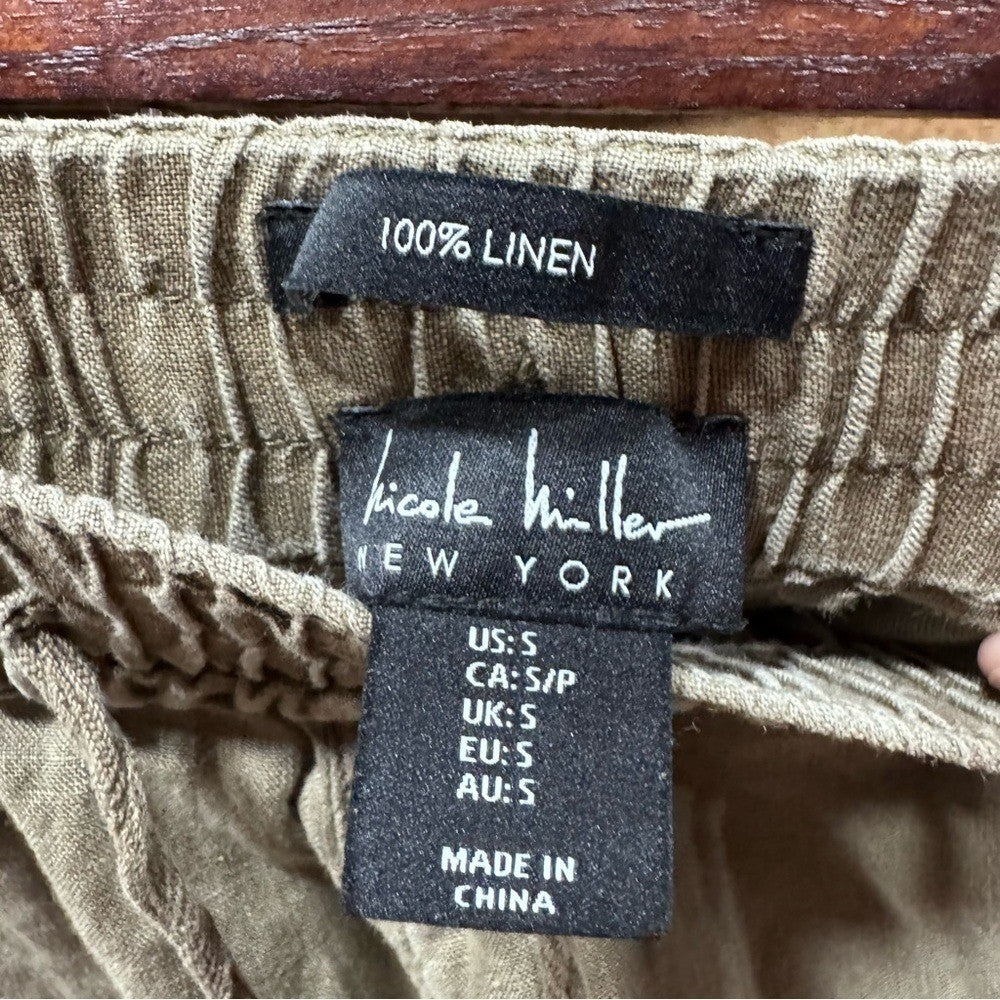 100% LINEN
Nicole Miller
NEW YORK
US: S
CA: S/P
UK: S
EU: S
AU: S
MADE IN
CHINA